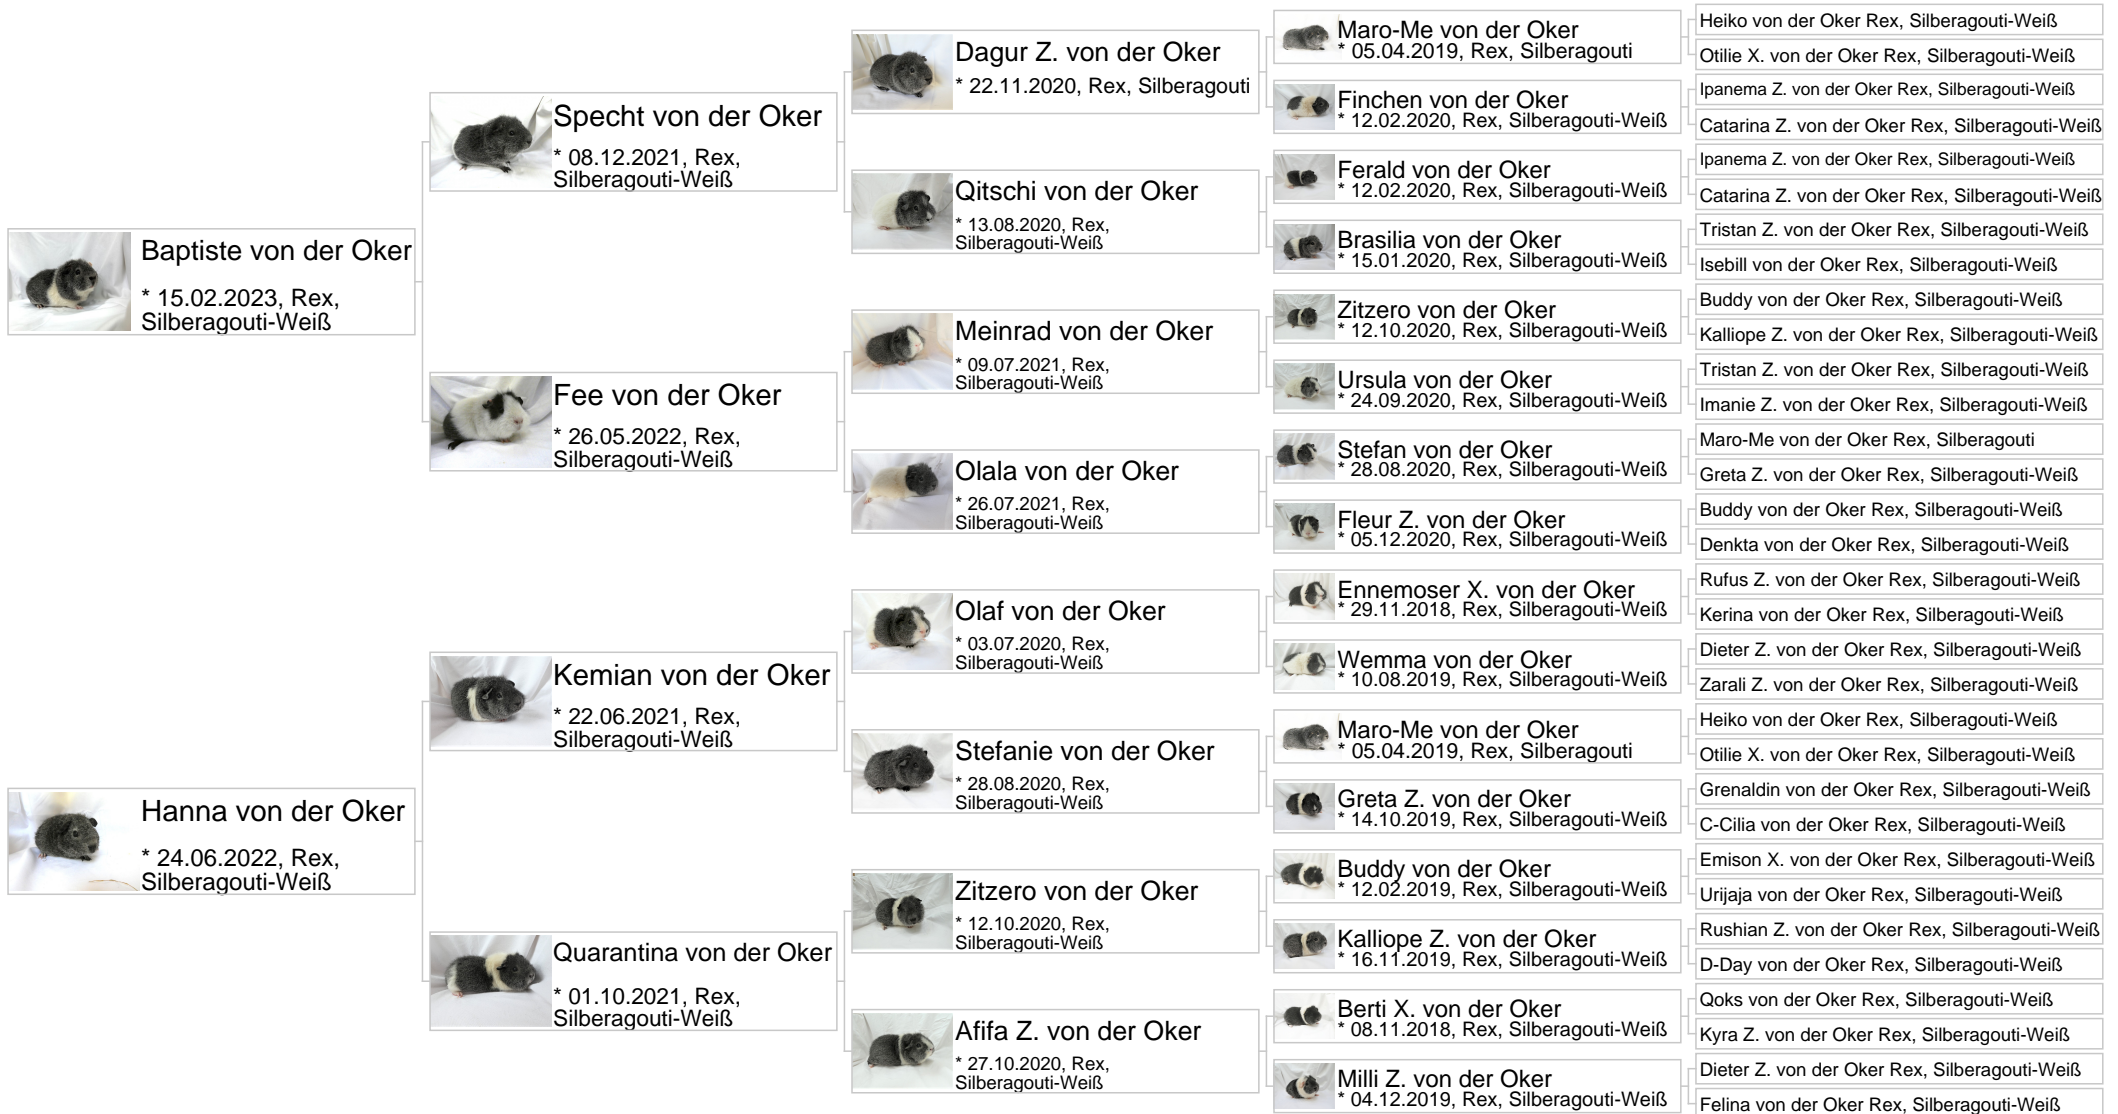 Baptiste von der Oker
* 15.02.2023, Rex,
Silberagouti-Weiß
Hanna von der Oker
* 24.06.2022, Rex,
Silberagouti-Weiß
Specht von der Oker
* 08.12.2021, Rex,
Silberagouti-Weiß
Fee von der Oker
* 26.05.2022, Rex,
Silberagouti-Weiß
Kemian von der Oker
* 22.06.2021, Rex,
Silberagouti-Weiß
Quarantina von der Oker
* 01.10.2021, Rex,
Silberagouti-Weiß
Dagur Z. von der Oker
* 22.11.2020, Rex, Silberagouti
Qitschi von der Oker
* 13.08.2020, Rex,
Silberagouti-Weiß
Meinrad von der Oker
* 09.07.2021, Rex,
Silberagouti-Weiß
Olala von der Oker
* 26.07.2021, Rex,
Silberagouti-Weiß
Olaf von der Oker
* 03.07.2020, Rex,
Silberagouti-Weiß
Stefanie von der Oker
* 28.08.2020, Rex,
Silberagouti-Weiß
Zitzero von der Oker
* 12.10.2020, Rex,
Silberagouti-Weiß
Afifa Z. von der Oker
* 27.10.2020, Rex,
Silberagouti-Weiß
Maro-Me von der Oker
* 05.04.2019, Rex, Silberagouti
Finchen von der Oker
* 12.02.2020, Rex, Silberagouti-Weiß
Ferald von der Oker
* 12.02.2020, Rex, Silberagouti-Weiß
Brasilia von der Oker
* 15.01.2020, Rex, Silberagouti-Weiß
Zitzero von der Oker
* 12.10.2020, Rex, Silberagouti-Weiß
Ursula von der Oker
* 24.09.2020, Rex, Silberagouti-Weiß
Stefan von der Oker
* 28.08.2020, Rex, Silberagouti-Weiß
Fleur Z. von der Oker
* 05.12.2020, Rex, Silberagouti-Weiß
Ennemoser X. von der Oker
* 29.11.2018, Rex, Silberagouti-Weiß
Wemma von der Oker
* 10.08.2019, Rex, Silberagouti-Weiß
Maro-Me von der Oker
* 05.04.2019, Rex, Silberagouti
Greta Z. von der Oker
* 14.10.2019, Rex, Silberagouti-Weiß
Buddy von der Oker
* 12.02.2019, Rex, Silberagouti-Weiß
Kalliope Z. von der Oker
* 16.11.2019, Rex, Silberagouti-Weiß
Berti X. von der Oker
* 08.11.2018, Rex, Silberagouti-Weiß
Milli Z. von der Oker
* 04.12.2019, Rex, Silberagouti-Weiß
Heiko von der Oker Rex, Silberagouti-Weiß
Otilie X. von der Oker Rex, Silberagouti-Weiß
Ipanema Z. von der Oker Rex, Silberagouti-Weiß
Catarina Z. von der Oker Rex, Silberagouti-Weiß
Ipanema Z. von der Oker Rex, Silberagouti-Weiß
Catarina Z. von der Oker Rex, Silberagouti-Weiß
Tristan Z. von der Oker Rex, Silberagouti-Weiß
Isebill von der Oker Rex, Silberagouti-Weiß
Buddy von der Oker Rex, Silberagouti-Weiß
Kalliope Z. von der Oker Rex, Silberagouti-Weiß
Tristan Z. von der Oker Rex, Silberagouti-Weiß
Imanie Z. von der Oker Rex, Silberagouti-Weiß
Maro-Me von der Oker Rex, Silberagouti
Greta Z. von der Oker Rex, Silberagouti-Weiß
Buddy von der Oker Rex, Silberagouti-Weiß
Denkta von der Oker Rex, Silberagouti-Weiß
Rufus Z. von der Oker Rex, Silberagouti-Weiß
Kerina von der Oker Rex, Silberagouti-Weiß
Dieter Z. von der Oker Rex, Silberagouti-Weiß
Zarali Z. von der Oker Rex, Silberagouti-Weiß
Heiko von der Oker Rex, Silberagouti-Weiß
Otilie X. von der Oker Rex, Silberagouti-Weiß
Grenaldin von der Oker Rex, Silberagouti-Weiß
C-Cilia von der Oker Rex, Silberagouti-Weiß
Emison X. von der Oker Rex, Silberagouti-Weiß
Urijaja von der Oker Rex, Silberagouti-Weiß
Rushian Z. von der Oker Rex, Silberagouti-Weiß
D-Day von der Oker Rex, Silberagouti-Weiß
Qoks von der Oker Rex, Silberagouti-Weiß
Kyra Z. von der Oker Rex, Silberagouti-Weiß
Dieter Z. von der Oker Rex, Silberagouti-Weiß
Felina von der Oker Rex, Silberagouti-Weiß